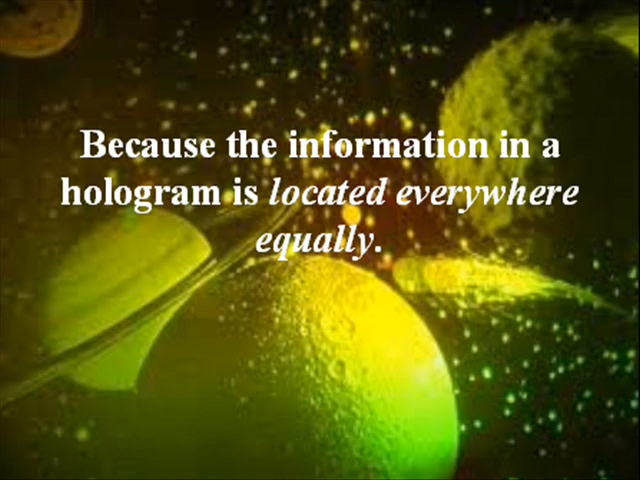 Because the information in a
hologram is located everywhere
equally.